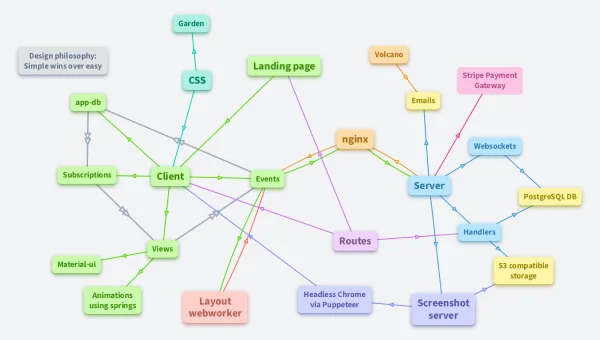 Garden
Design philosophy:
Simple wins over easy
Volcano
Landing page
CSS
Stripe Payment
Gateway
app-db
Emails
nginx
Websockets
Subscriptions
Client
Events
Server
PostgreSQL DB
Views
Routes
Handlers
Material-ui
S3 compatible
storage
Animations
using springs
Layout
webworker
Headless Chrome
via Puppeteer
Screenshot
server